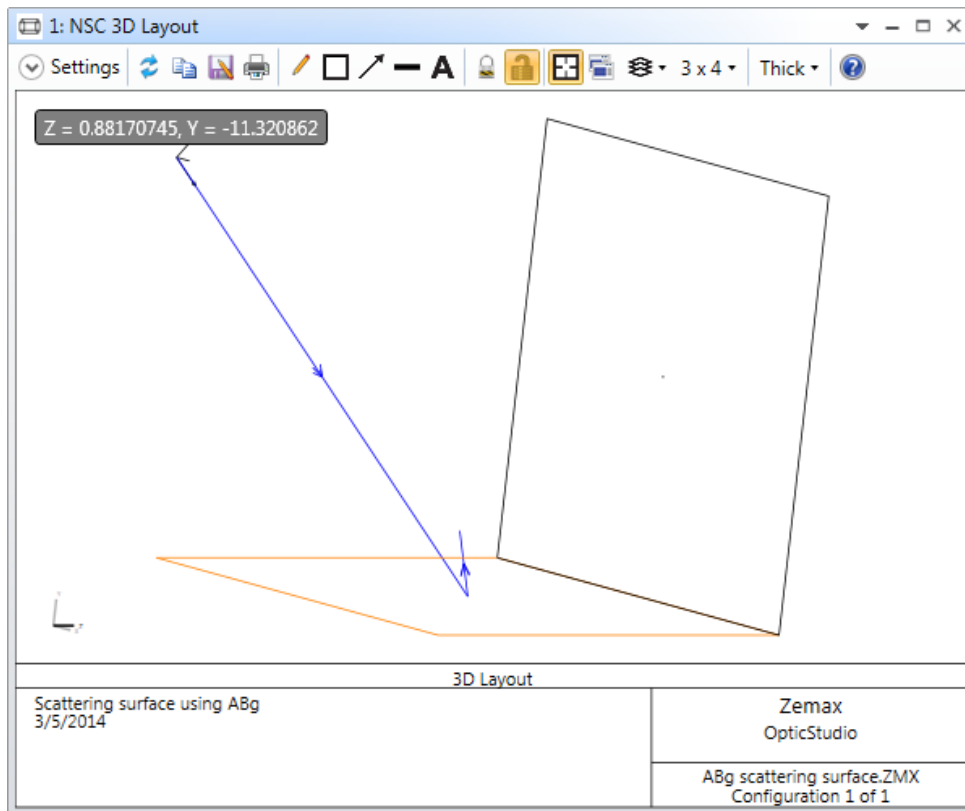 1: NSC 3D Layout
Settings A 3 x 4 Thick ?
Z = 0.88170745, Y = -11.320862
3D Layout
Scattering surface using ABg
3/5/2014
Zemax
OpticStudio
ABg scattering surface.ZMX
Configuration 1 of 1